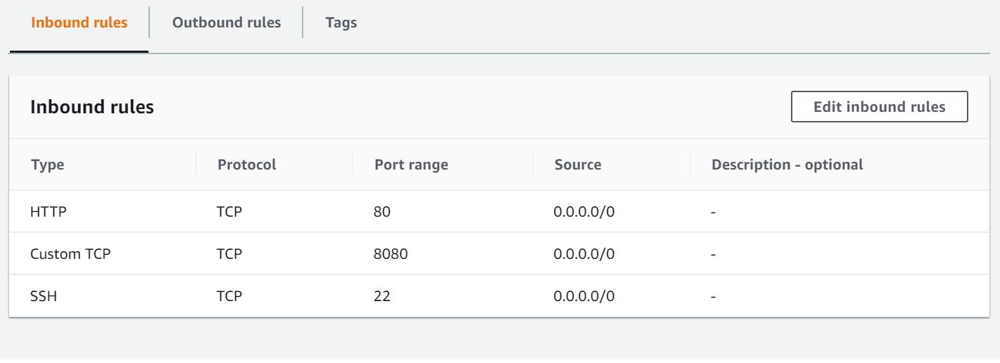 Inbound rules Outbound rules Tags
Inbound rules Edit inbound rules
Type Protocol Port range Source Description - optional
HTTP TCP 80 0.0.0.0/0 -
Custom TCP TCP 8080 0.0.0.0/0 -
SSH TCP 22 0.0.0.0/0 -